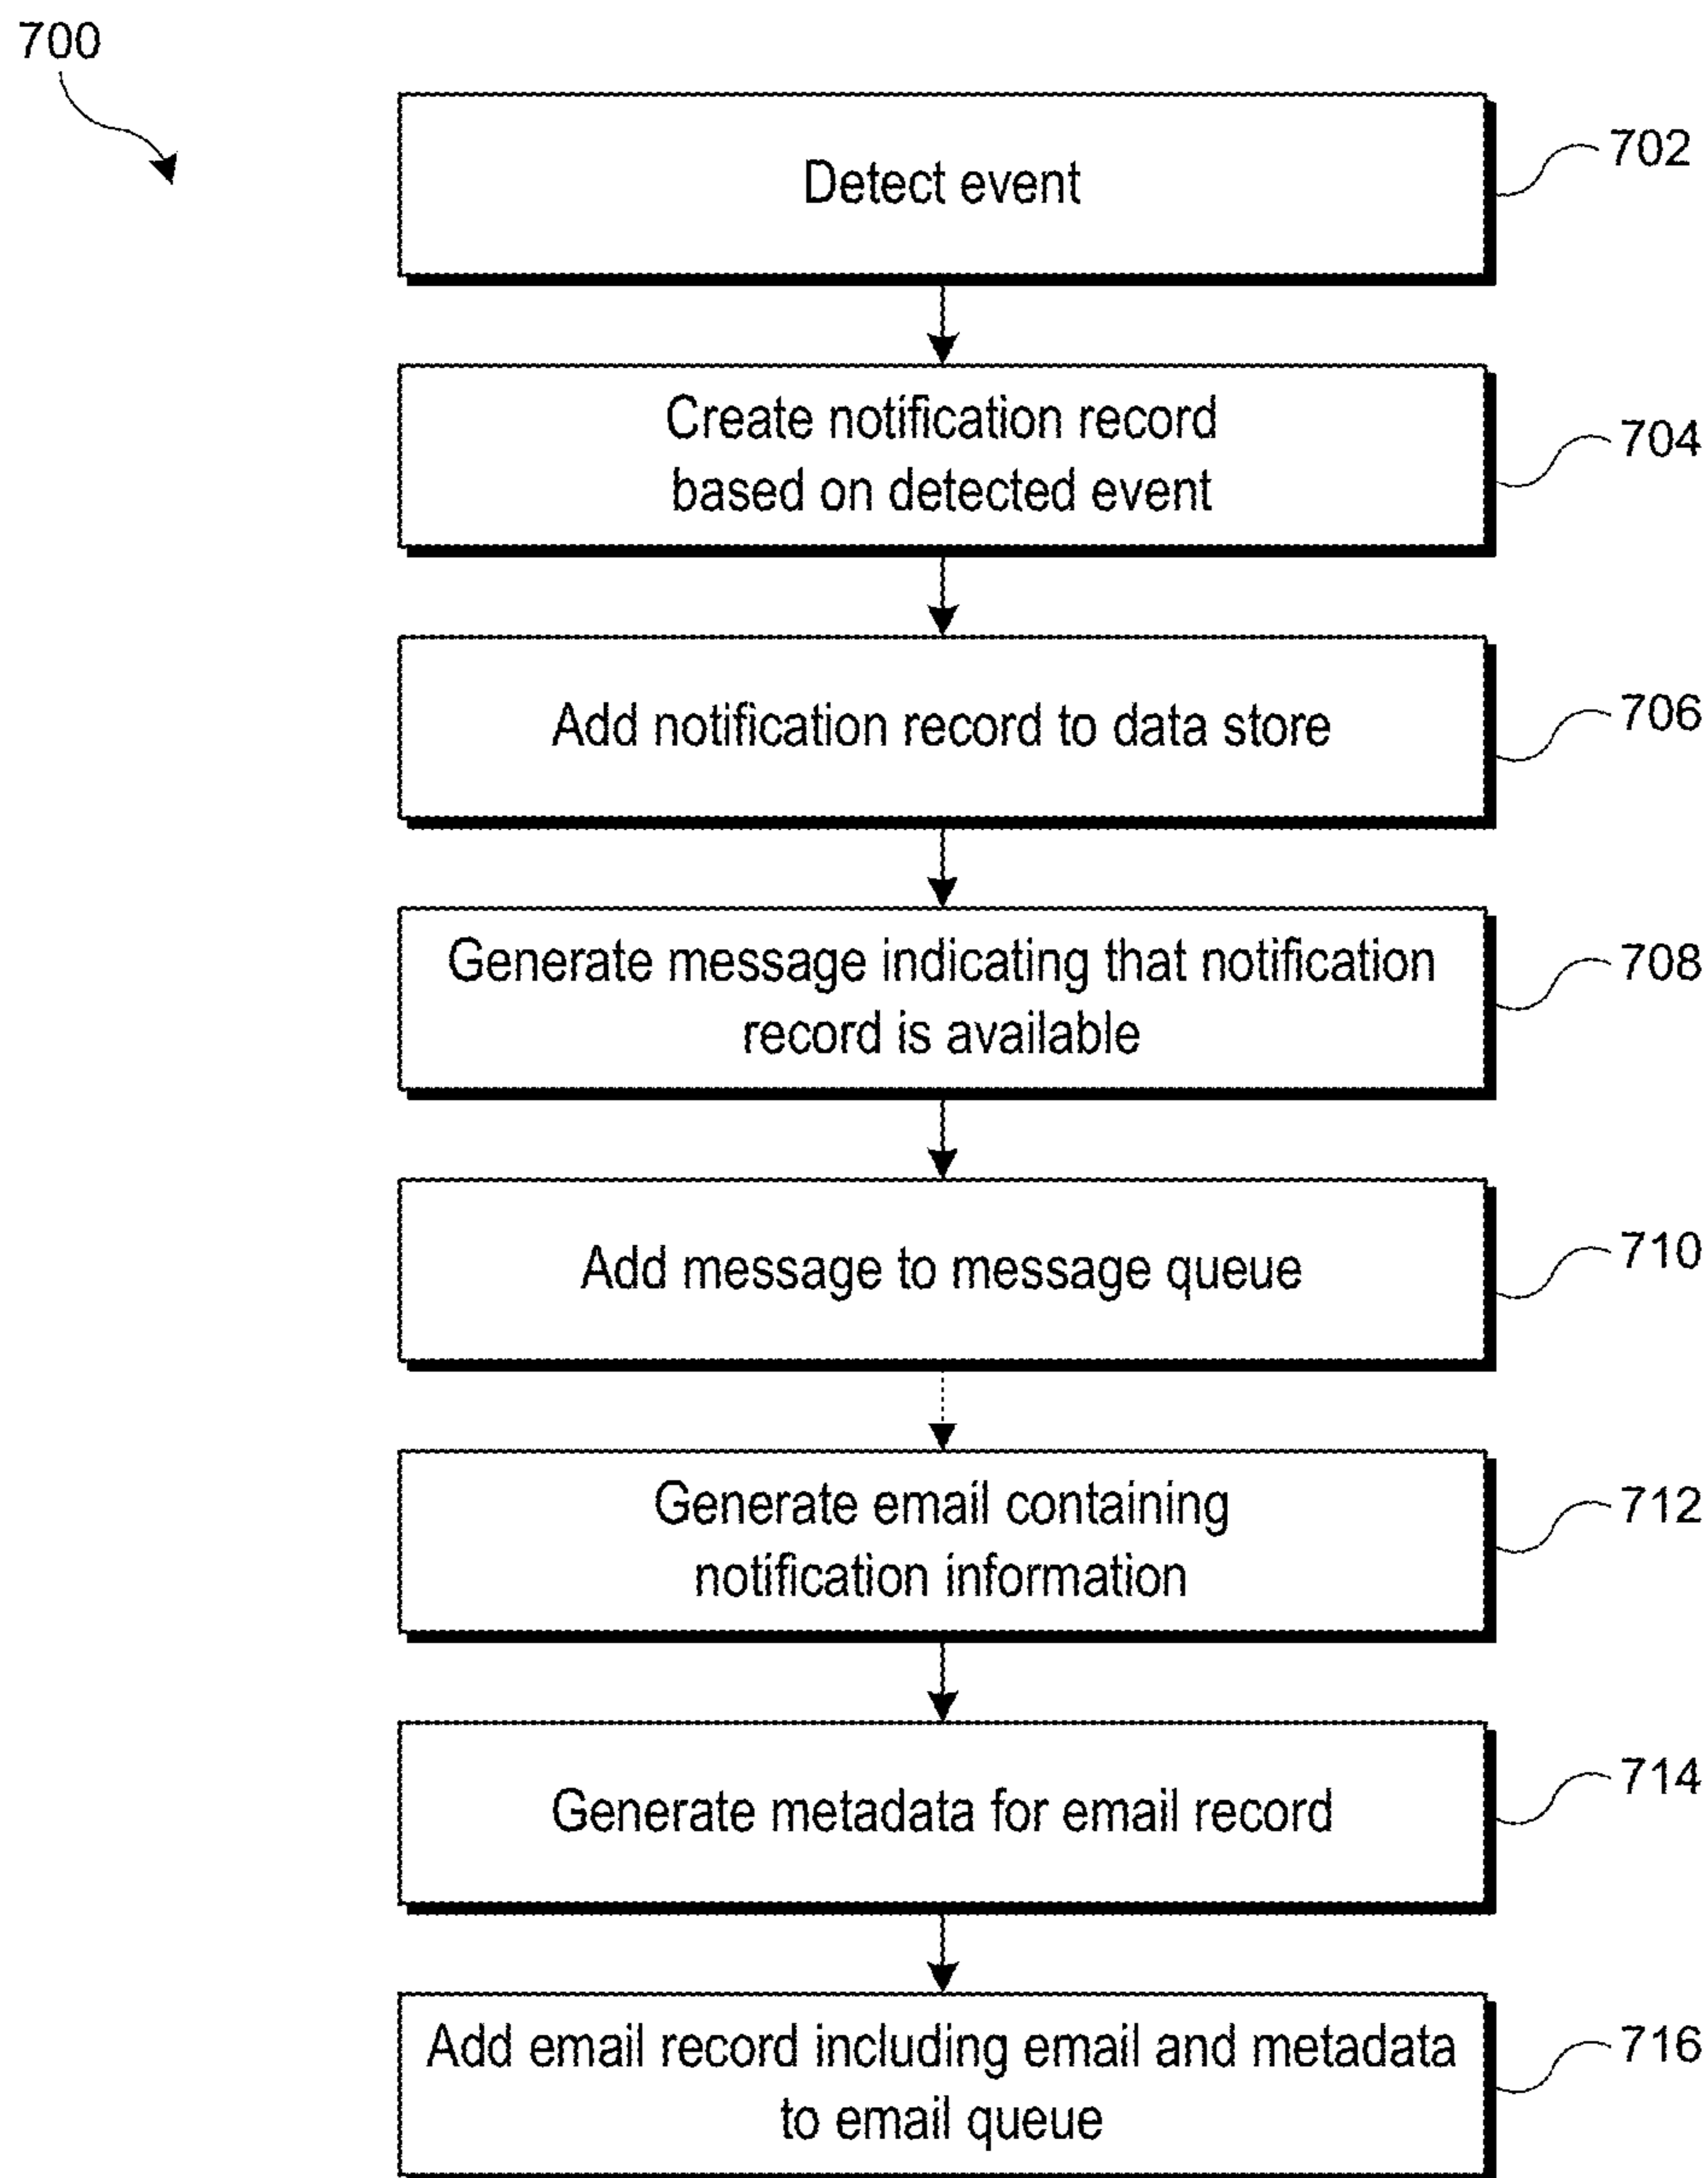 700
Detect event
702
Create notification record
based on detected event
704
Add notification record to data store
706
Generate message indicating that notification
record is available
708
Add message to message queue
710
Generate email containing
notification information
712
Generate metadata for email record
714
Add email record including email and metadata
to email queue
716